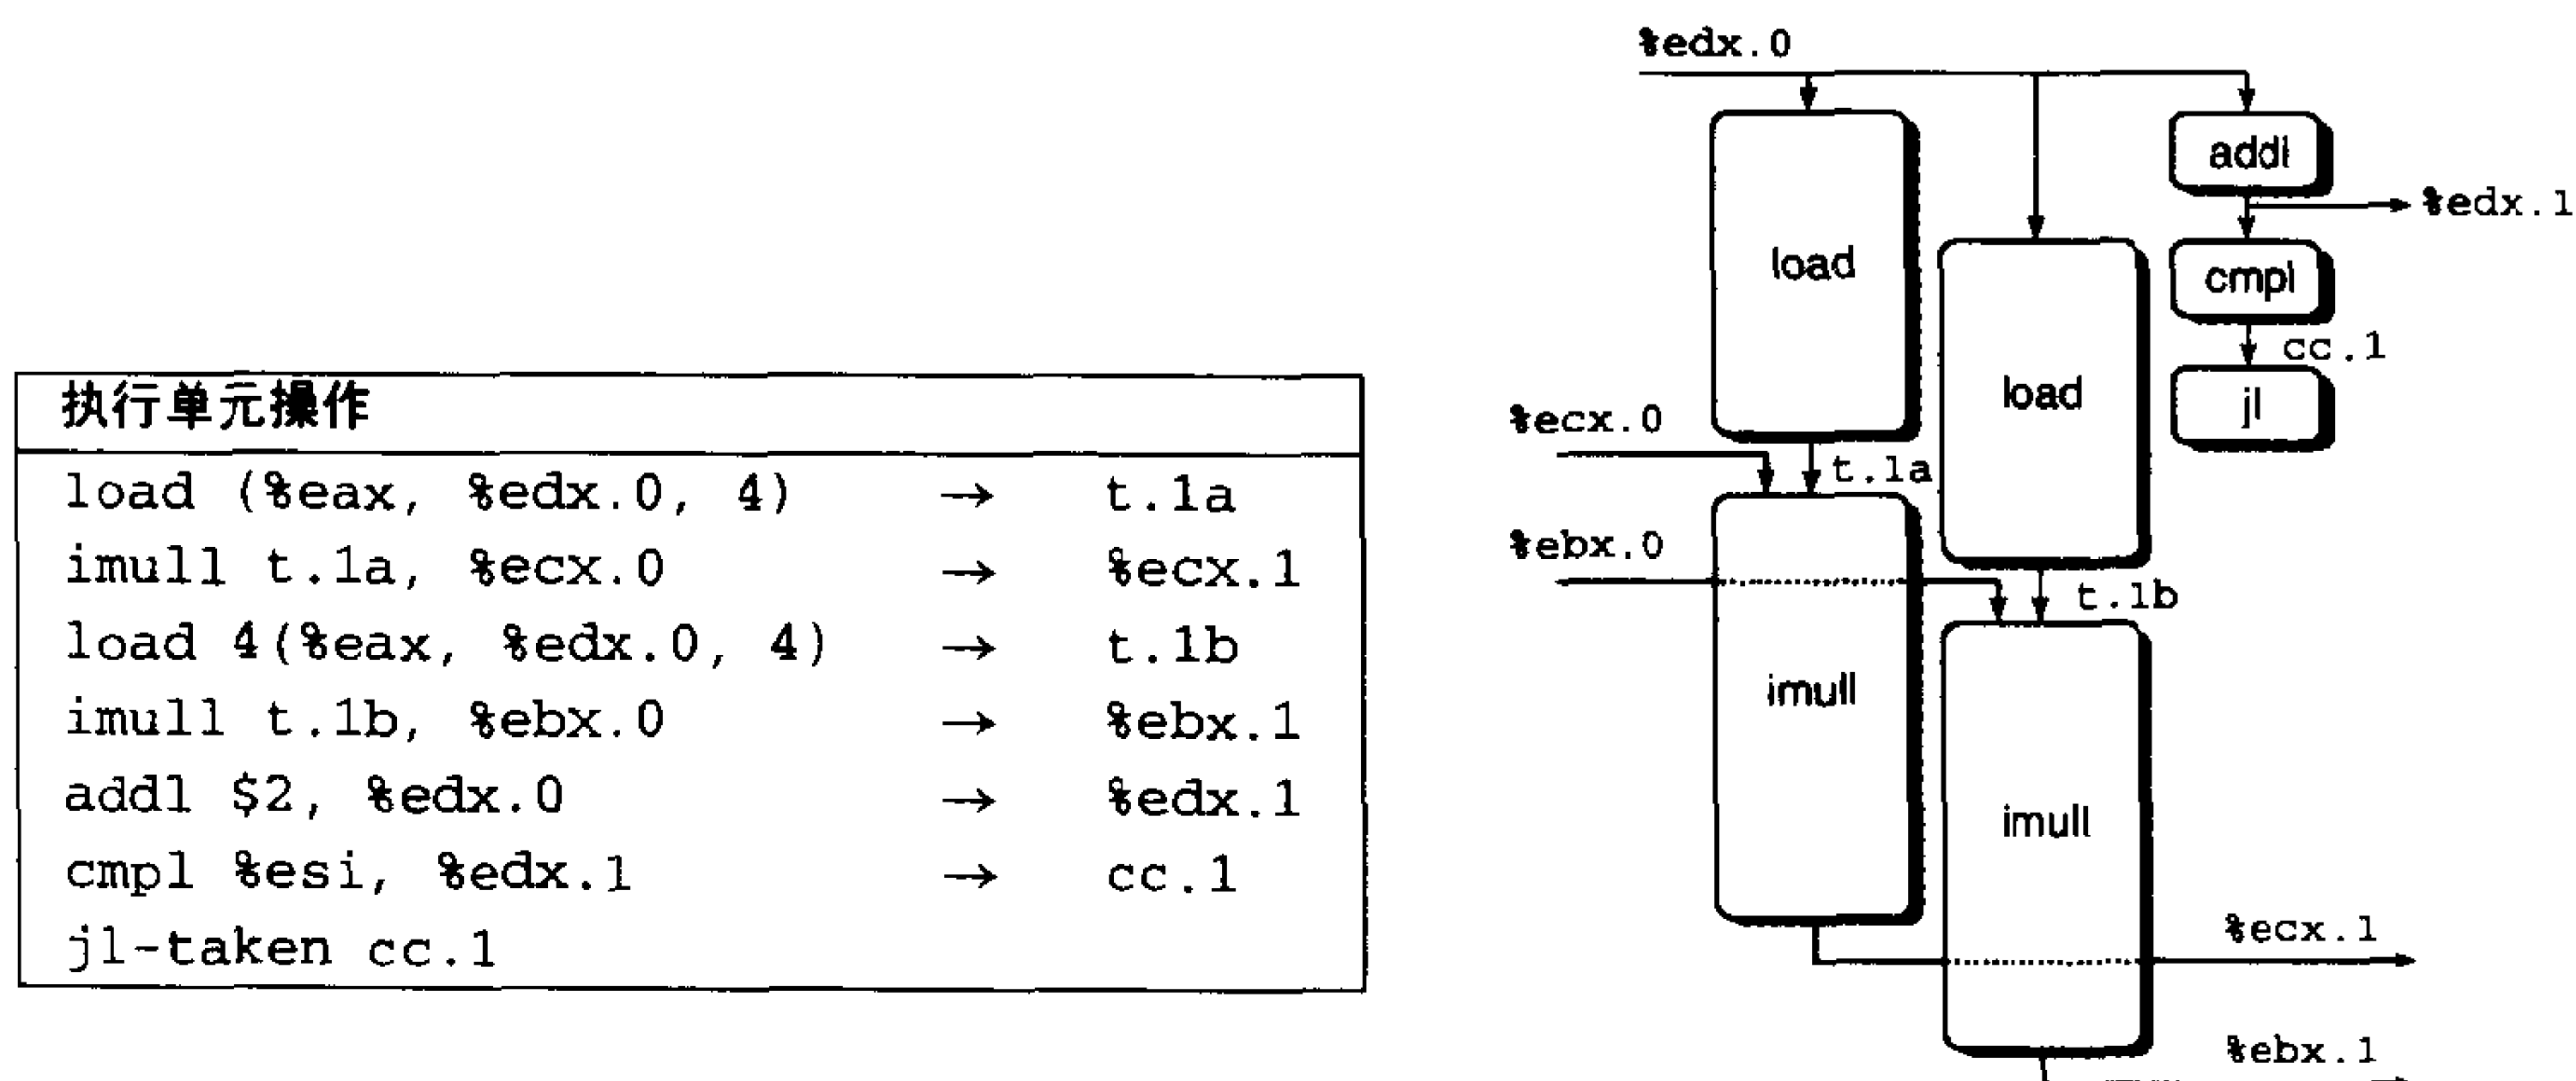 执行单元操作
load (%eax, %edx.0, 4) → t.1a
imull t.1a, %ecx.0 → %ecx.1
load 4(%eax, %edx.0, 4) → t.1b
imull t.1b, %ebx.0 → %ebx.1
addl $2, %edx.0 → %edx.1
cmpl %esi, %edx.1 → cc.1
jl-taken cc.1
%edx.0
addl
%edx.1
load
cmpl
cc.1
load
jl
%ecx.0
t.1a
%ebx.0
t.1b
imull
imull
%ecx.1
%ebx.1